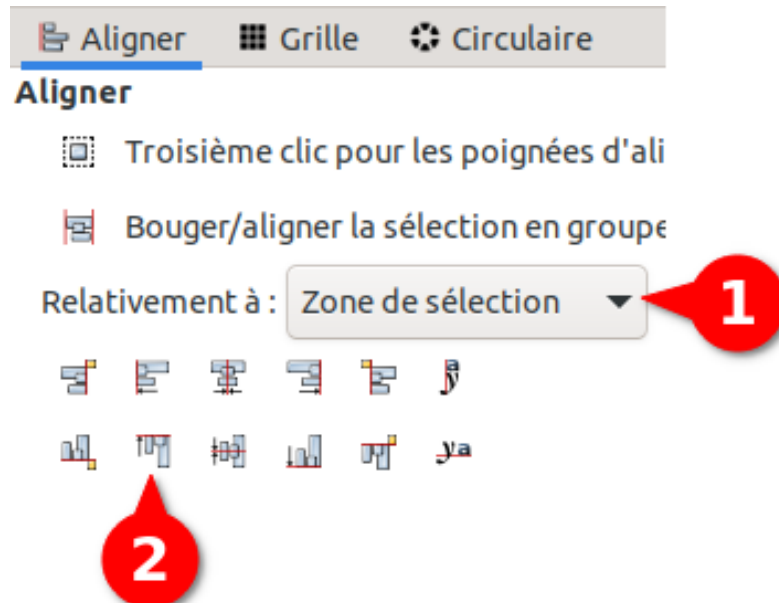 Aligner Grille Circulaire
Aligner
Troisième clic pour les poignées d'ali
Bouger/aligner la sélection en groupe
Relativement à : Zone de sélection
1
y a
ya
2